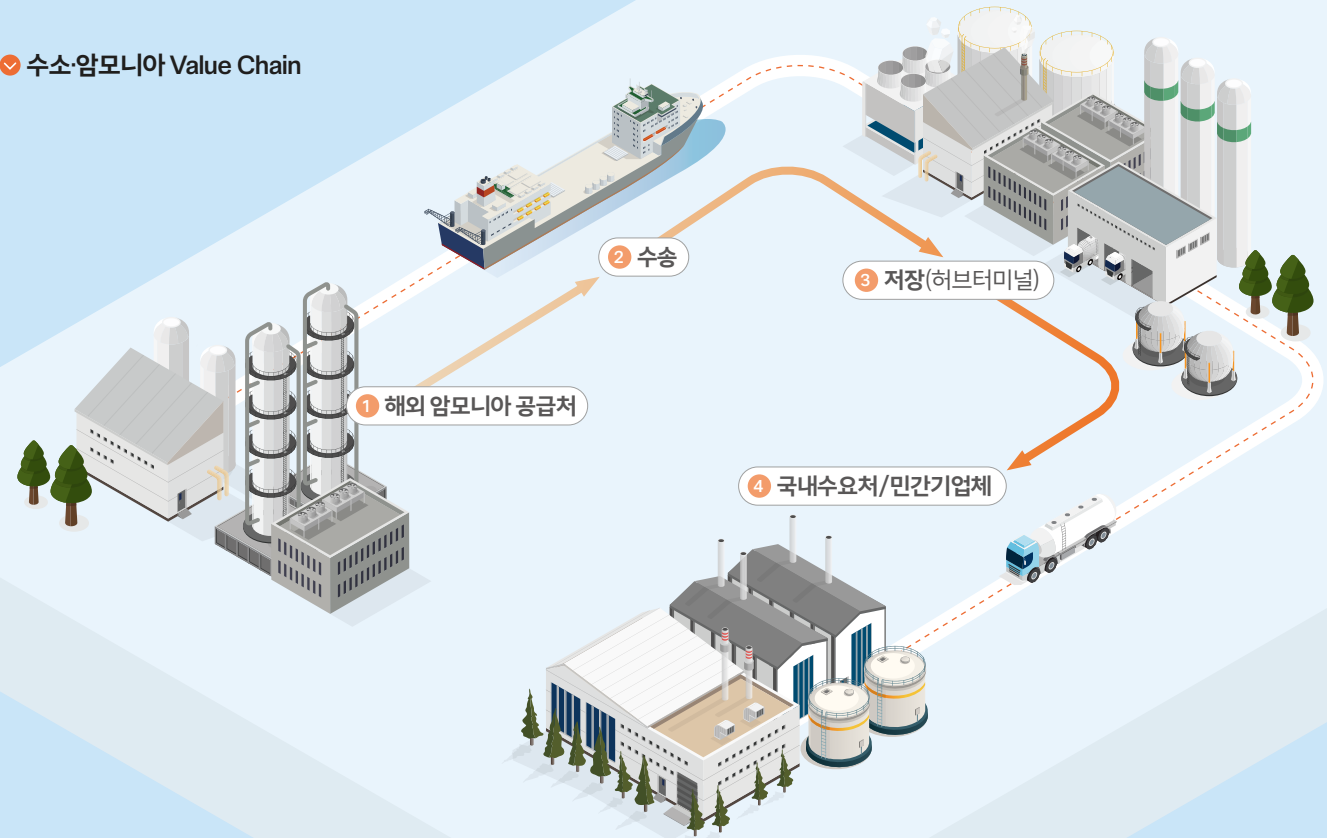 수소·암모니아 Value Chain
2 수송
3 저장(허브터미널)
1 해외 암모니아 공급처
4 국내수요처/민간기업체